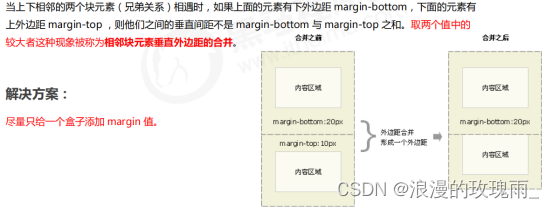 当上下相邻的两个块元素（兄弟关系）相遇时，如果上面的元素有下外边距 margin-bottom，下面的元素有
上外边距 margin-top ，则他们之间的垂直间距不是 margin-bottom 与 margin-top 之和。取两个值中的
较大者这种现象被称为相邻块元素垂直外边距的合并。
解决方案：
尽量只给一个盒子添加 margin 值。
合并之前
合并之后
内容区域
margin-bottom:20px
margin-top:10px
内容区域
外边距合并
形成一个外边距
内容区域
margin-bottom:20px
内容区域
CSDN @浪漫的玫瑰雨_